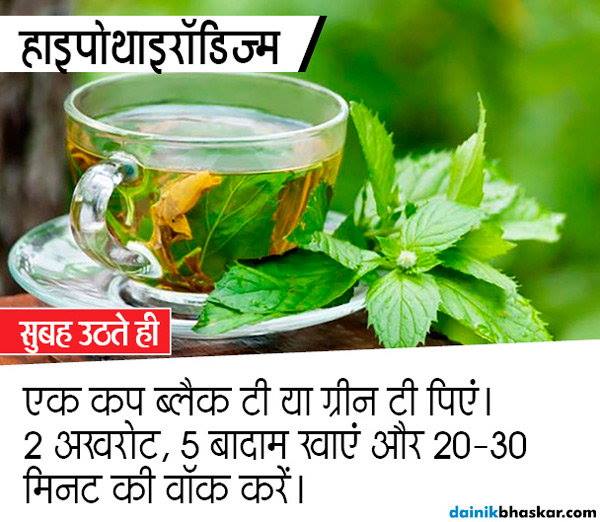 हाइपोथाइरॉडिज्म
सुबह उठते ही
एक कप ब्लैक टी या ग्रीन टी पिएं।
2 अखरोट, 5 बादाम खाएं और 20-30
मिनट की वॉक करें।
dainikbhaskar.com